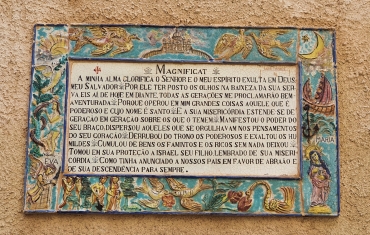 MAGNIFICAT
A MINHA ALMA GLORIFICA O SENHOR E O MEU ESPIRITO EXULTA EM DEUS
MEU SALVADOR POR ELE TER POSTO OS OLHOS NA BAIXEZA DA SUA SER
VA EIS AI DE HOJE EM DIANTE, TODAS AS GERAÇÕES ME PROCLAMARÃO BEM
AVENTURADA PORQUE OPEROU EM MIM GRANDES COISAS AQUELE QUE É
PODEROSO E CUJO NOME É SANTO E A SUA MISERICORDIA ESTENDE SE DE
GERAÇÃO EM GERAÇÃO SOBRE OS QUE O TEMEM MANIFESTOU O PODER DO
SEU BRAÇO, DISPERSOU AQUELES QUE SE ORGULHAVAM NOS PENSAMENTOS
DO SEU CORAÇÃO DERRUBOU DO TRONO OS PODEROSOS E EXALTOU OS HU
MILDES CUMULOU DE BENS OS FAMINTOS E OS RICOS SEM NADA DEIXOU
TOMOU EM SUA PROTEÇÃO A ISRAEL SEU FILHO LEMBRADO DE SUA MISERI
CORDIA COMO TINHA ANUNCIADO A NOSSOS PAIS EM FAVOR DE ABRAÃO E
DE SUA DESCENDENCIA PARA SEMPRE.
EVA
MARIA